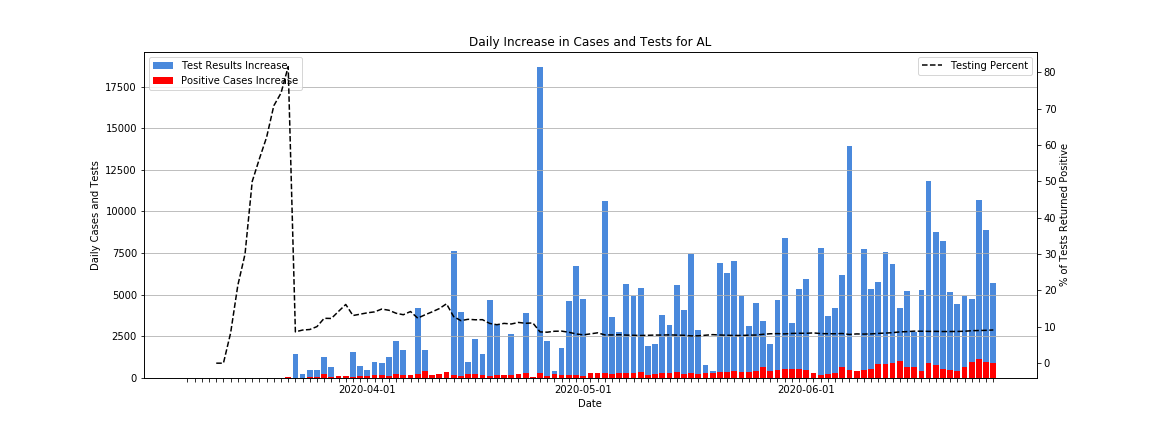 Daily Increase in Cases and Tests for AL
Test Results Increase
Positive Cases Increase
Testing Percent
17500
15000
12500
10000
7500
5000
2500
0
Daily Cases and Tests
80
70
60
50
40
30
20
10
0
% of Tests Returned Positive
2020-04-01
2020-05-01
2020-06-01
Date